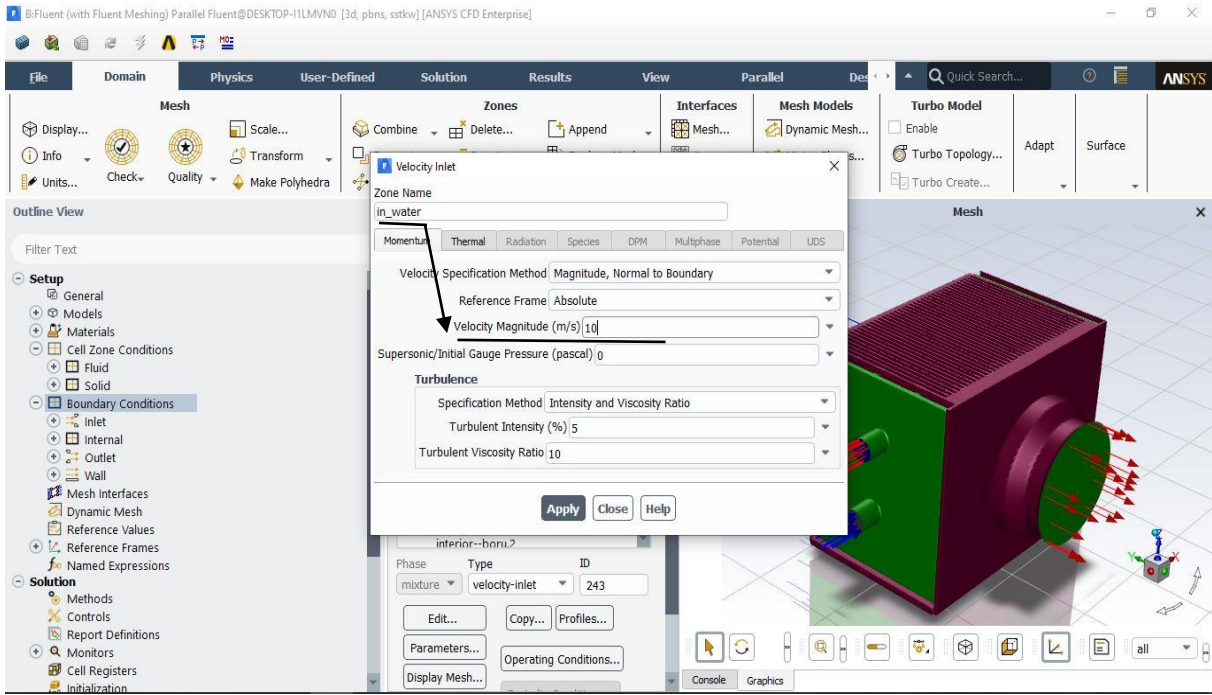 B:Fluent (with Fluent Meshing) Parallel Fluent@DESKTOP-I1LMVN0 [3d, pbns, sstkw] [ANSYS CFD Enterprise]
File Domain Physics User-Defined Solution Results View Parallel Quick Search... ANSYS
Mesh Zones Interfaces Mesh Models Turbo Model
Display... Scale... Combine Delete... Append Mesh... Dynamic Mesh... Enable
Info Transform Turbo Topology... Adapt Surface
Units... Check Quality Make Polyhedra Turbo Create...
Outline View
Filter Text
Setup
General
Models
Materials
Cell Zone Conditions
Fluid
Solid
Boundary Conditions
Inlet
Internal
Outlet
Wall
Mesh Interfaces
Dynamic Mesh
Reference Values
Reference Frames
Named Expressions
Solution
Methods
Controls
Report Definitions
Monitors
Cell Registers
Initialization
Velocity Inlet
Zone Name
in_water
Momentum Thermal Radiation Species DPM Multiphase Potential UDS
Velocity Specification Method Magnitude, Normal to Boundary
Reference Frame Absolute
Velocity Magnitude (m/s) 10
Supersonic/Initial Gauge Pressure (pascal) 0
Turbulence
Specification Method Intensity and Viscosity Ratio
Turbulent Intensity (%) 5
Turbulent Viscosity Ratio 10
Apply Close Help
interior--boru.2
Phase Type ID
mixture velocity-inlet 243
Edit... Copy... Profiles...
Parameters... Operating Conditions...
Display Mesh...
Mesh
Y X
all
Console Graphics